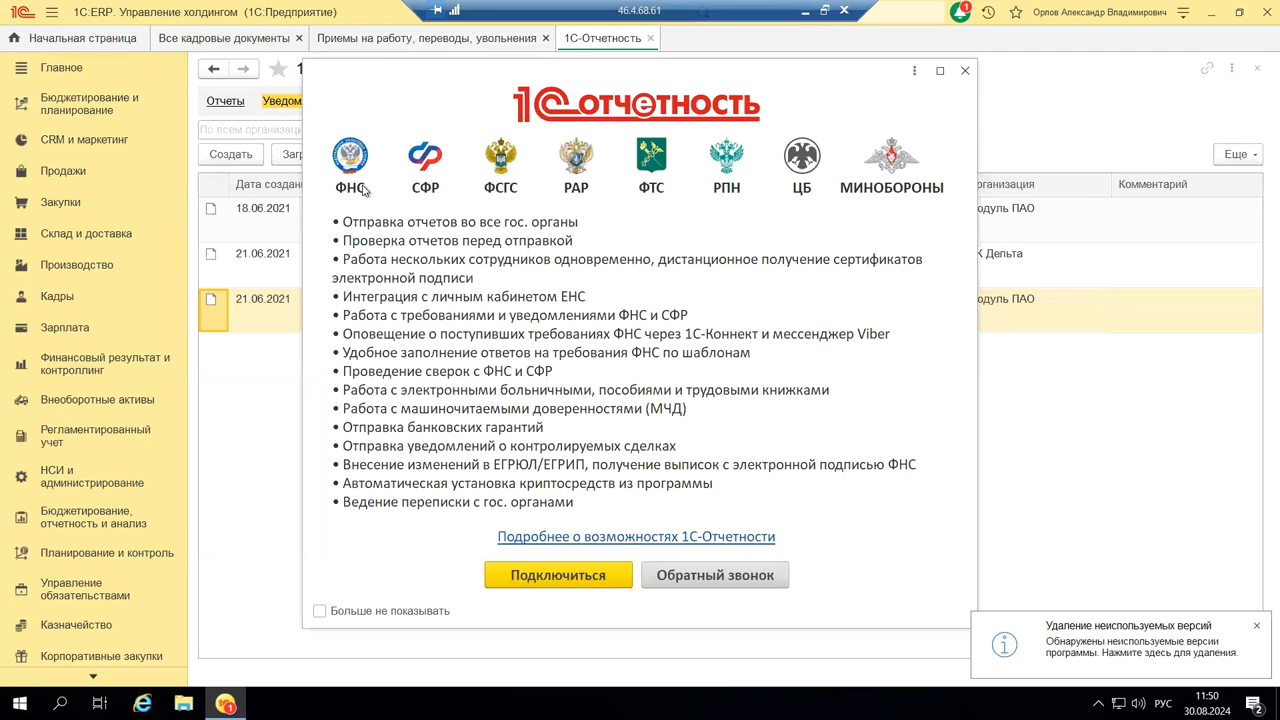 1С:ERP. Управление холдингом (1С:Предприятие)
46.4.68.61
1
Орлов Александр Владимирович
Начальная страница
Все кадровые документы
Приемы на работу, переводы, увольнения
1С-Отчетность
Главное
Бюджетирование и
планирование
CRM и маркетинг
Продажи
Закупки
Склад и доставка
Производство
Кадры
Зарплата
Финансовый результат и
контроллинг
Внеоборотные активы
Регламентированный
учет
НСИ и
администрирование
Бюджетирование,
отчетность и анализ
Планирование и контроль
Управление
обязательствами
Казначейство
Корпоративные закупки
Отчеты
Уведом
По всем организаци
Создать
Загр
Еще
Дата создан
рганизация
Комментарий
18.06.2021
одуль ПАО
21.06.2021
К Дельта
21.06.2021
одуль ПАО
1С отчетность
ФНС
СФР
ФСГС
РАР
ФТС
РПН
ЦБ
МИНОБОРОНЫ
• Отправка отчетов во все гос. органы
• Проверка отчетов перед отправкой
• Работа нескольких сотрудников одновременно, дистанционное получение сертификатов
электронной подписи
• Интеграция с личным кабинетом ЕНС
• Работа с требованиями и уведомлениями ФНС и СФР
• Оповещение о поступивших требованиях ФНС через 1С-Коннект и мессенджер Viber
• Удобное заполнение ответов на требования ФНС по шаблонам
• Проведение сверок с ФНС и СФР
• Работа с электронными больничными, пособиями и трудовыми книжками
• Работа с машиночитаемыми доверенностями (МЧД)
• Отправка банковских гарантий
• Отправка уведомлений о контролируемых сделках
• Внесение изменений в ЕГРЮЛ/ЕГРИП, получение выписок с электронной подписью ФНС
• Автоматическая установка криптосредств из программы
• Ведение переписки с гос. органами
Подробнее о возможностях 1С-Отчетности
Подключиться
Обратный звонок
Больше не показывать
Удаление неиспользуемых версий
Обнаружены неиспользуемые версии
программы. Нажмите здесь для удаления.
1
РУС
11:50
30.08.2024
2